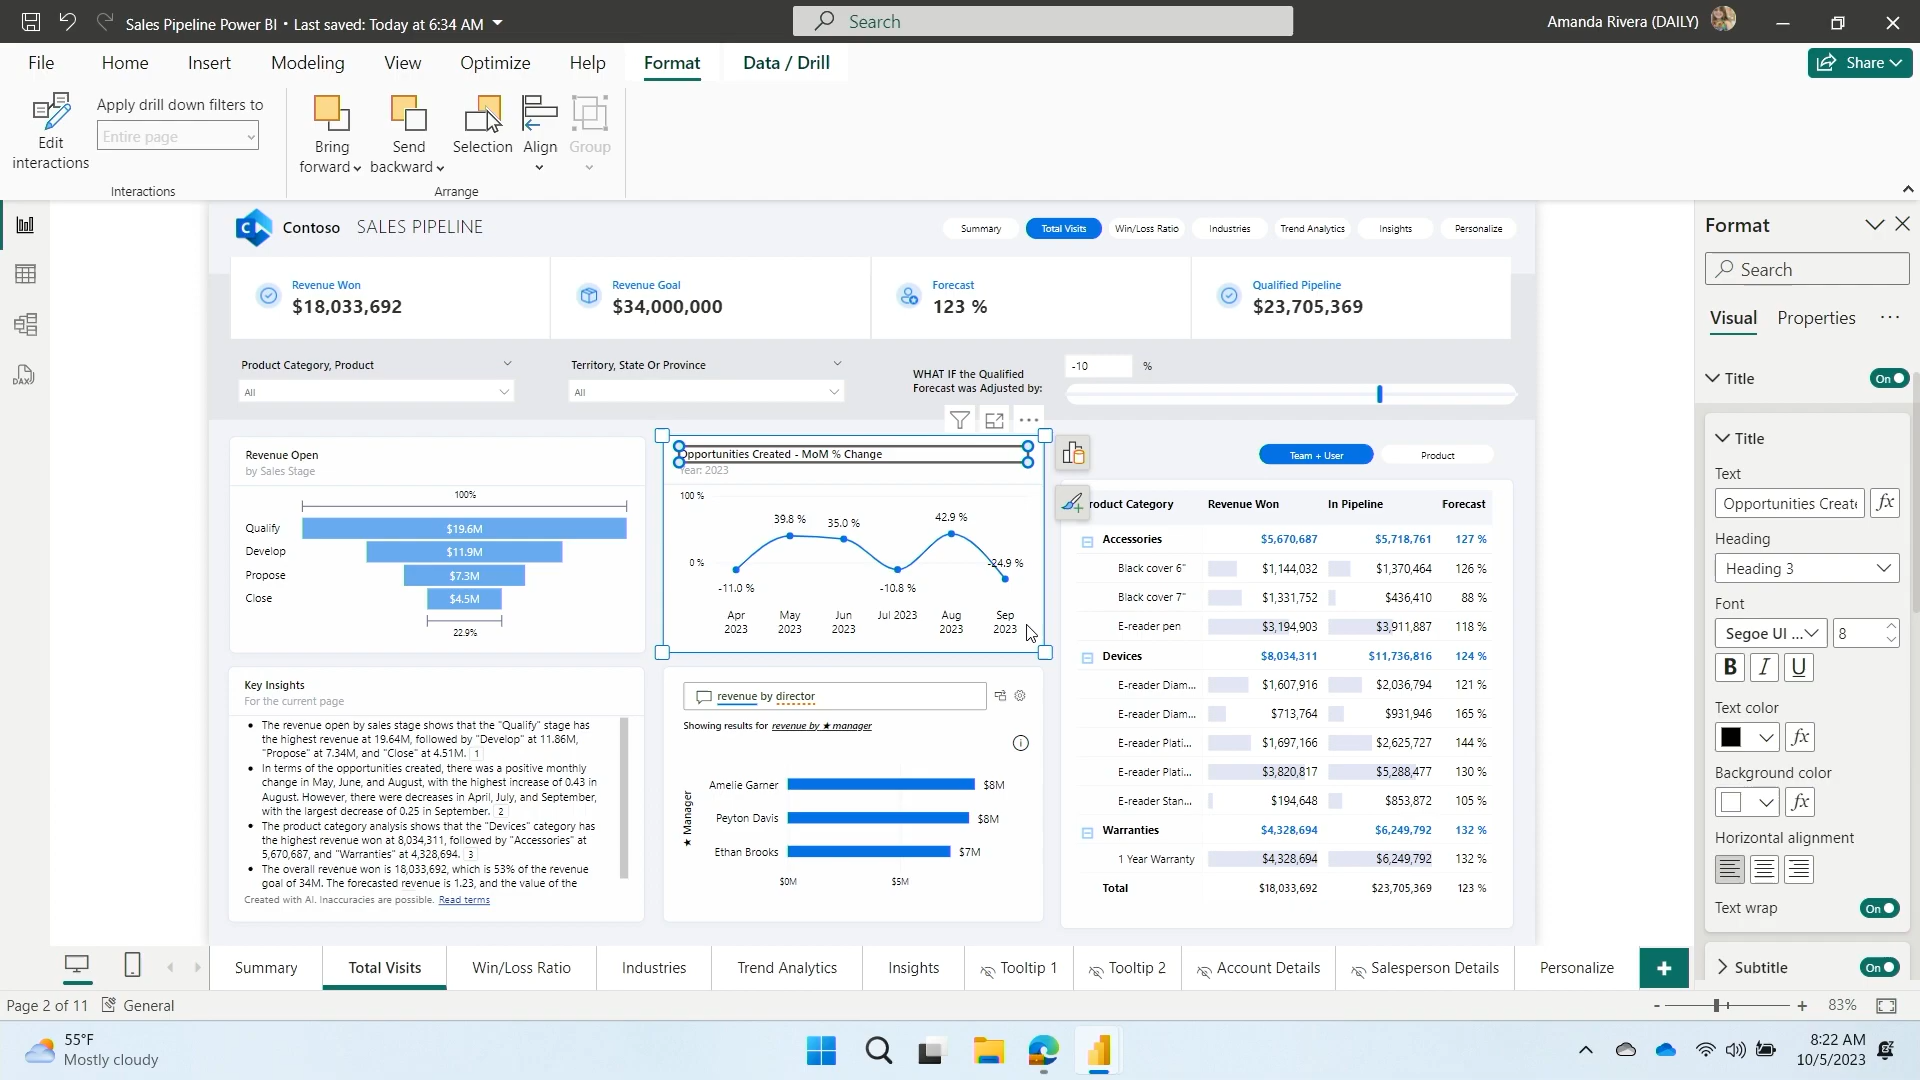 Sales Pipeline Power BI • Last saved: Today at 6:34 AM
Search
Amanda Rivera (DAILY)
File Home Insert Modeling View Optimize Help Format Data / Drill
Share
Edit interactions
Apply drill down filters to
Entire page
Bring forward
Send backward
Selection
Align
Group
Interactions
Arrange
Contoso SALES PIPELINE
Summary Total Visits Win/Loss Ratio Industries Trend Analytics Insights Personalize
Revenue Won
$18,033,692
Revenue Goal
$34,000,000
Forecast
123 %
Qualified Pipeline
$23,705,369
Product Category, Product
All
Territory, State Or Province
All
WHAT IF the Qualified
Forecast was Adjusted by:
-10 %
Revenue Open
by Sales Stage
100%
Qualify $19.6M
Develop $11.9M
Propose $7.3M
Close $4.5M
22.9%
Opportunities Created - MoM % Change
Year: 2023
100 %
0 %
-11.0 %
39.8 %
35.0 %
-10.8 %
42.9 %
-24.9 %
Apr 2023
May 2023
Jun 2023
Jul 2023
Aug 2023
Sep 2023
Team + User Product
Product Category Revenue Won In Pipeline Forecast
Accessories $5,670,687 $5,718,761 127 %
Black cover 6" $1,144,032 $1,370,464 126 %
Black cover 7" $1,331,752 $436,410 88 %
E-reader pen $3,194,903 $3,911,887 118 %
Devices $8,034,311 $11,736,816 124 %
E-reader Diam... $1,607,916 $2,036,794 121 %
E-reader Diam... $713,764 $931,946 165 %
E-reader Plati... $1,697,166 $2,625,727 144 %
E-reader Plati... $3,820,817 $5,288,477 130 %
E-reader Stan... $194,648 $853,872 105 %
Warranties $4,328,694 $6,249,792 132 %
1 Year Warranty $4,328,694 $6,249,792 132 %
Total $18,033,692 $23,705,369 123 %
Key Insights
For the current page
• The revenue open by sales stage shows that the "Qualify" stage has
the highest revenue at 19.64M, followed by "Develop" at 11.86M,
"Propose" at 7.34M, and "Close" at 4.51M. 1
• In terms of the opportunities created, there was a positive monthly
change in May, June, and August, with the highest increase of 0.43 in
August. However, there were decreases in April, July, and September,
with the largest decrease of 0.25 in September. 2
• The product category analysis shows that the "Devices" category has
the highest revenue won at 8,034,311, followed by "Accessories" at
5,670,687, and "Warranties" at 4,328,694. 3
• The overall revenue won is 18,033,692, which is 53% of the revenue
goal of 34M. The forecasted revenue is 1.23, and the value of the
Created with AI. Inaccuracies are possible. Read terms
revenue by director
Showing results for revenue by ★ manager
★ Manager
Amelie Garner $8M
Peyton Davis $8M
Ethan Brooks $7M
$0M $5M
Format
Search
Visual Properties
Title On
Title
Text
Opportunities Create
fx
Heading
Heading 3
Font
Segoe UI ... 8
B I U
Text color
fx
Background color
fx
Horizontal alignment
Text wrap On
Subtitle On
DAX
Summary Total Visits Win/Loss Ratio Industries Trend Analytics Insights Tooltip 1 Tooltip 2 Account Details Salesperson Details Personalize +
Page 2 of 11 General
- + 83%
55°F
Mostly cloudy
8:22 AM
10/5/2023